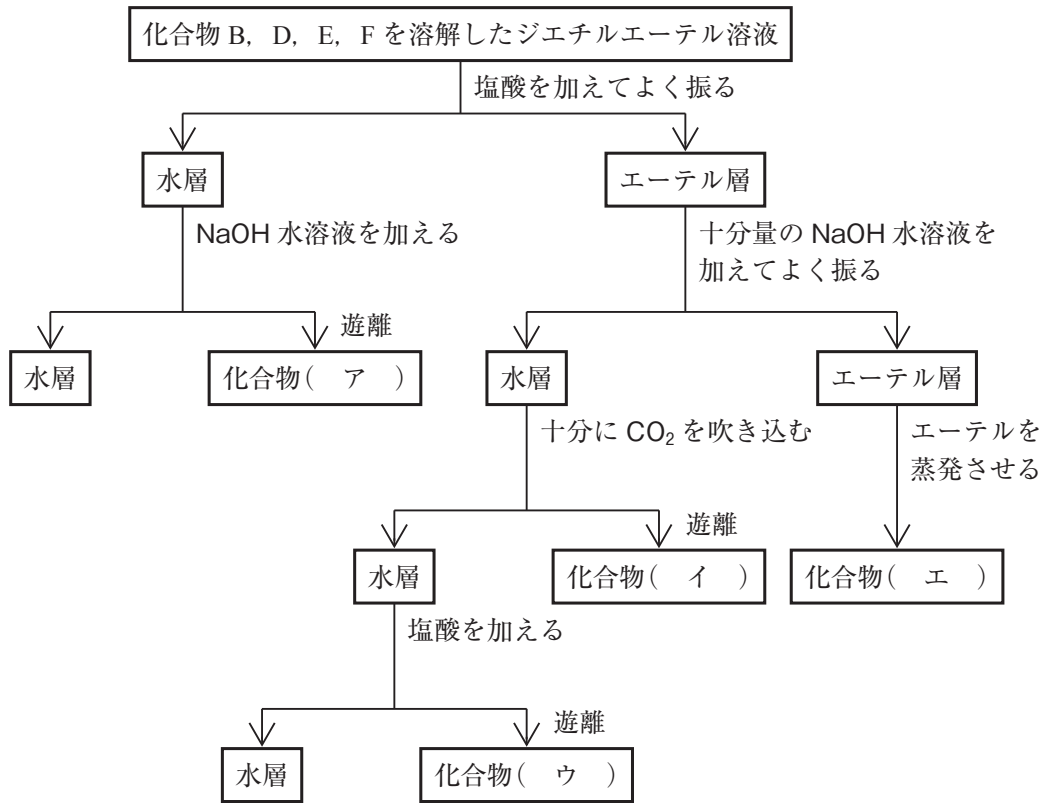 化合物 B, D, E, F を溶解したジエチルエーテル溶液
塩酸を加えてよく振る
水層
エーテル層
NaOH 水溶液を加える
十分量の NaOH 水溶液を
加えてよく振る
遊離
水層
化合物( ア )
水層
エーテル層
十分に CO₂ を吹き込む
エーテルを
蒸発させる
遊離
水層
化合物( イ )
化合物( エ )
塩酸を加える
遊離
水層
化合物( ウ )